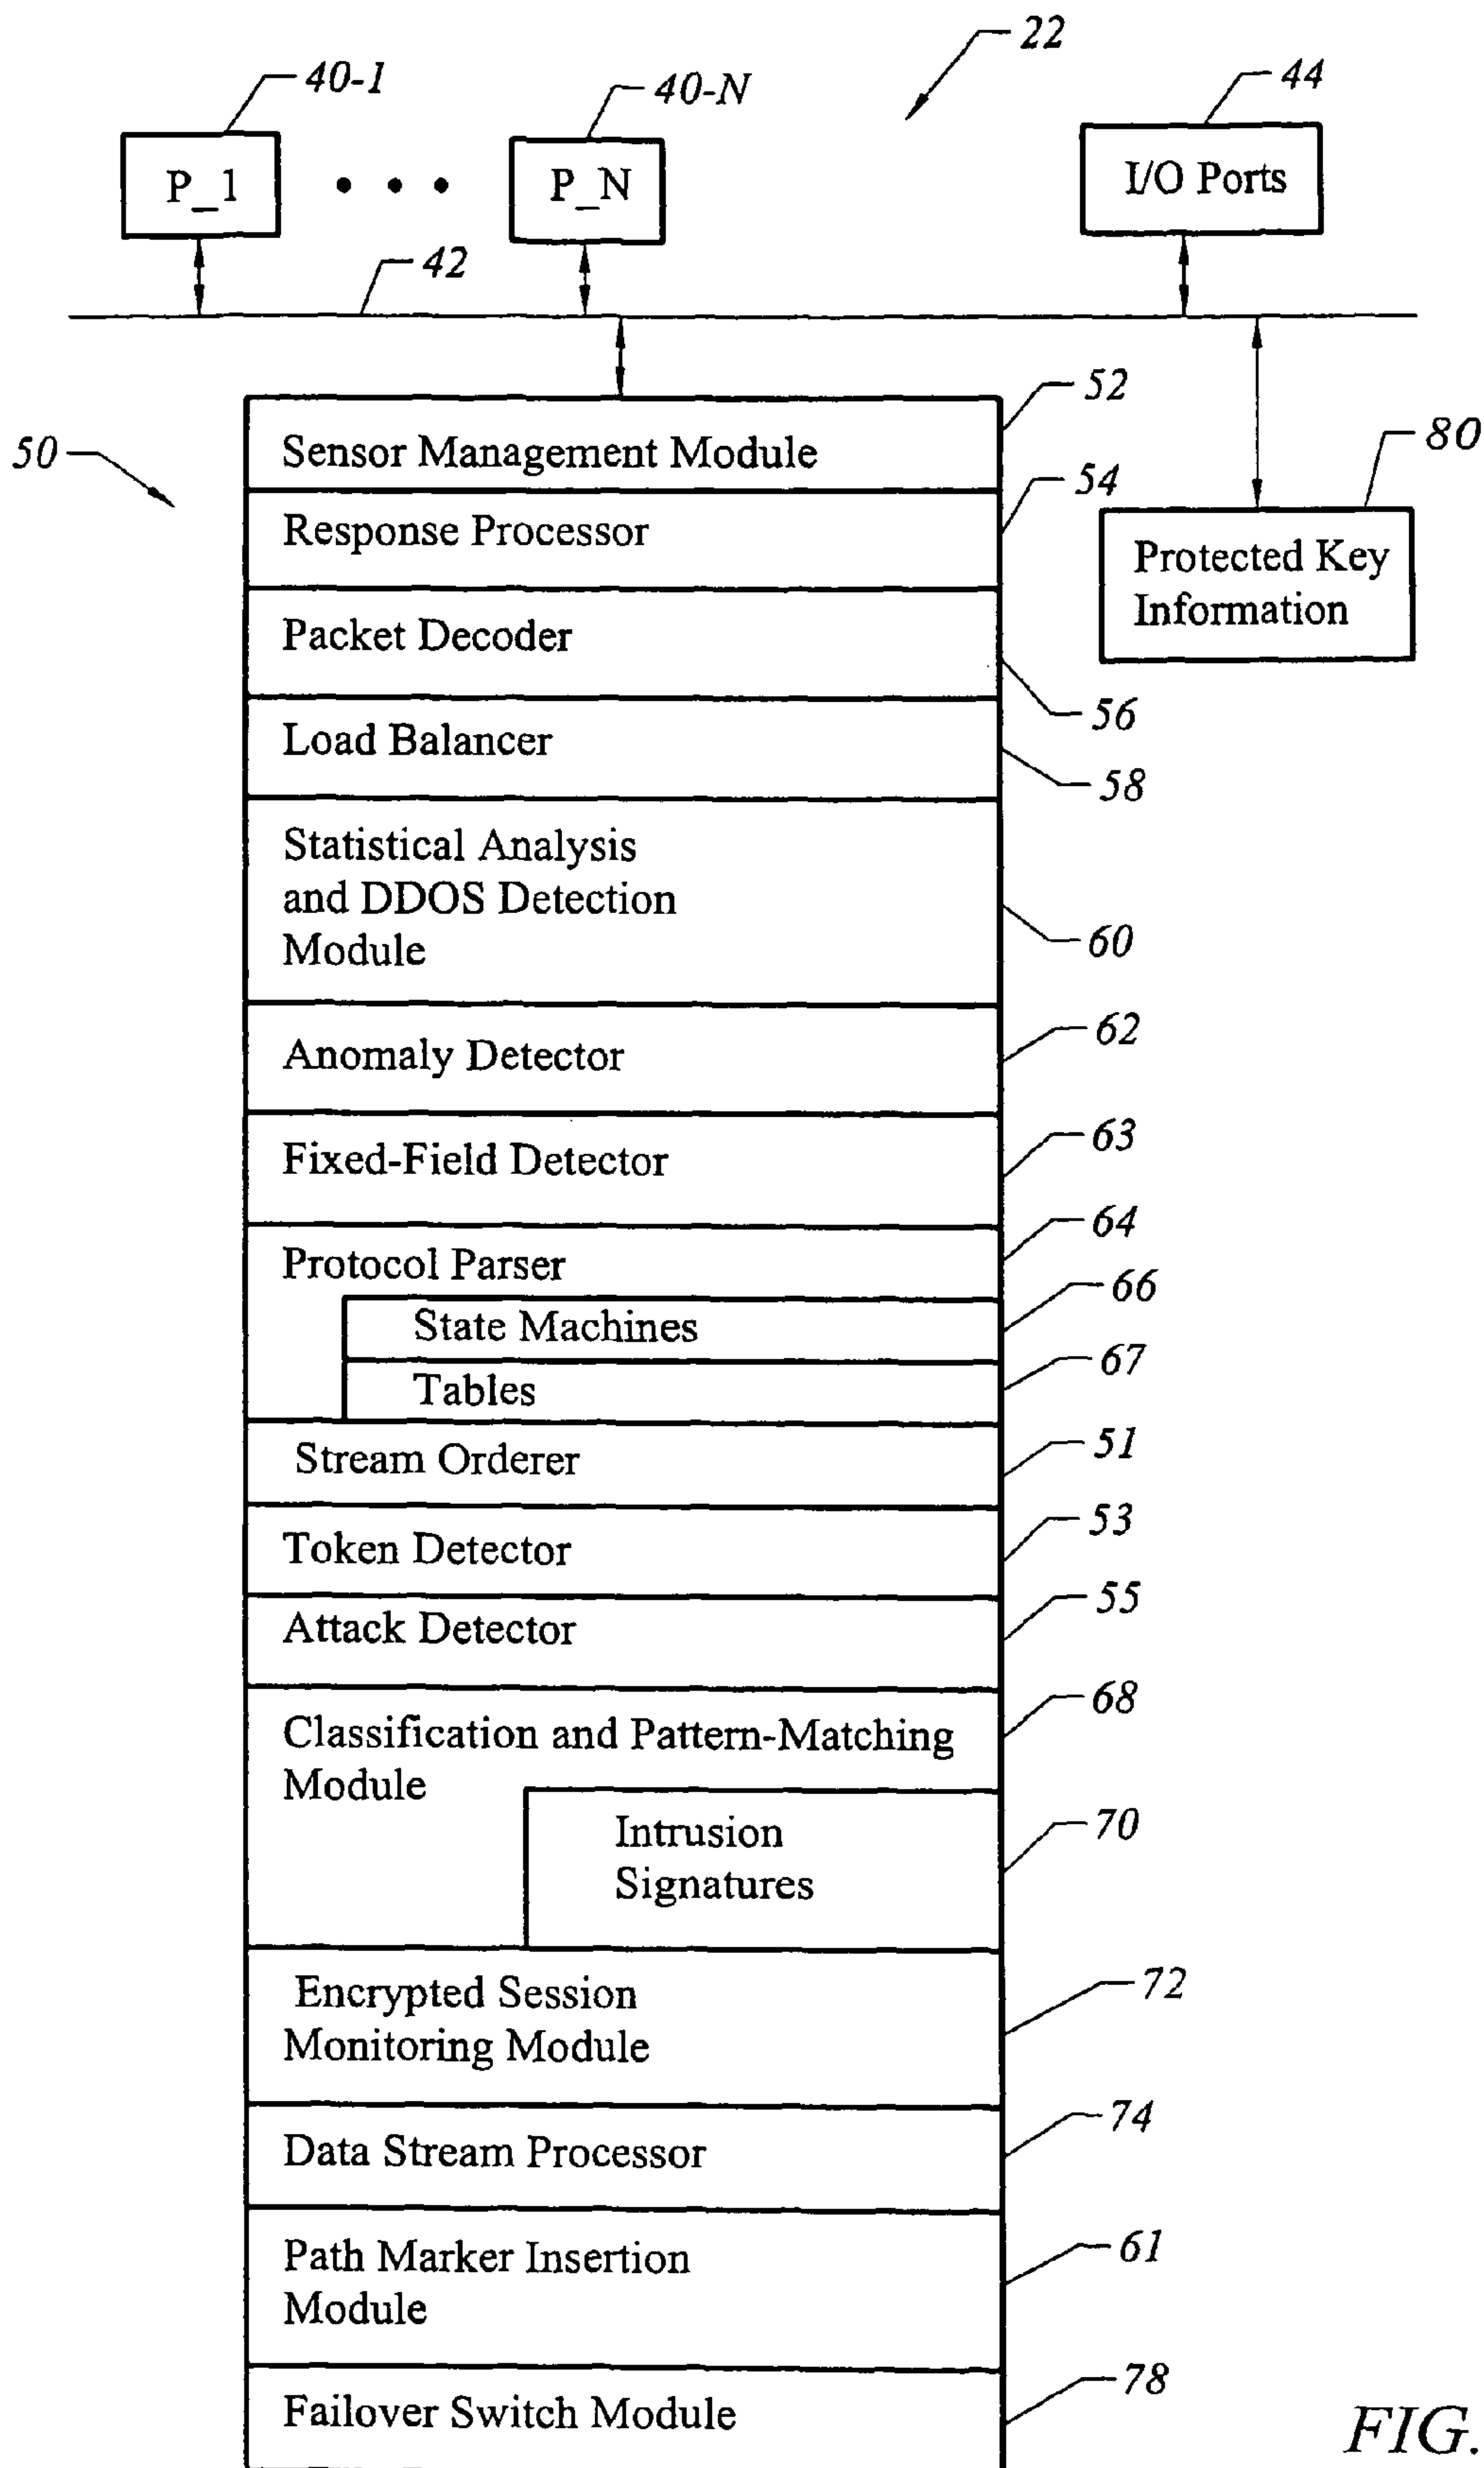 22
40-1
40-N
44
P_1
P_N
I/O Ports
42
52
Sensor Management Module
50
80
54
Response Processor
Protected Key
Information
Packet Decoder
56
Load Balancer
58
Statistical Analysis
and DDOS Detection
Module
60
62
Anomaly Detector
63
Fixed-Field Detector
64
Protocol Parser
66
State Machines
67
Tables
51
Stream Orderer
53
Token Detector
55
Attack Detector
68
Classification and Pattern-Matching
Module
70
Intrusion
Signatures
72
Encrypted Session
Monitoring Module
74
Data Stream Processor
61
Path Marker Insertion
Module
78
Failover Switch Module
FIG.